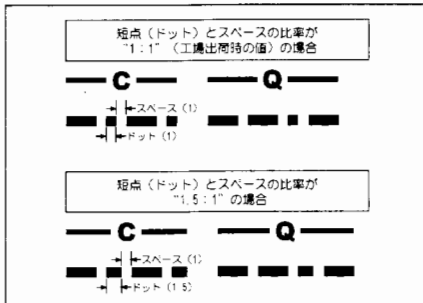 短点（ドット）とスペースの比率が
"1：1"（工場出荷時の値）の場合
C Q
スペース（1）
ドット（1）
短点（ドット）とスペースの比率が
"1.5：1"の場合
C Q
スペース（1）
ドット（1.5）